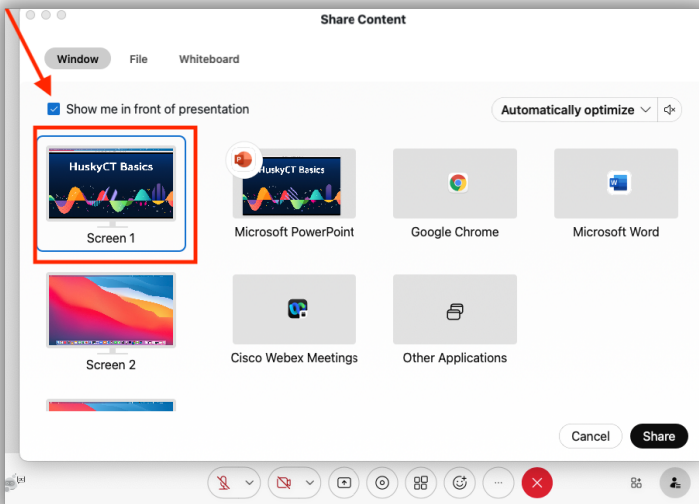 Share Content
Window File Whiteboard
Show me in front of presentation
Automatically optimize
HuskyCT Basics
HuskyCT Basics
Screen 1
Microsoft PowerPoint
Google Chrome
Microsoft Word
Screen 2
Cisco Webex Meetings
Other Applications
Cancel
Share